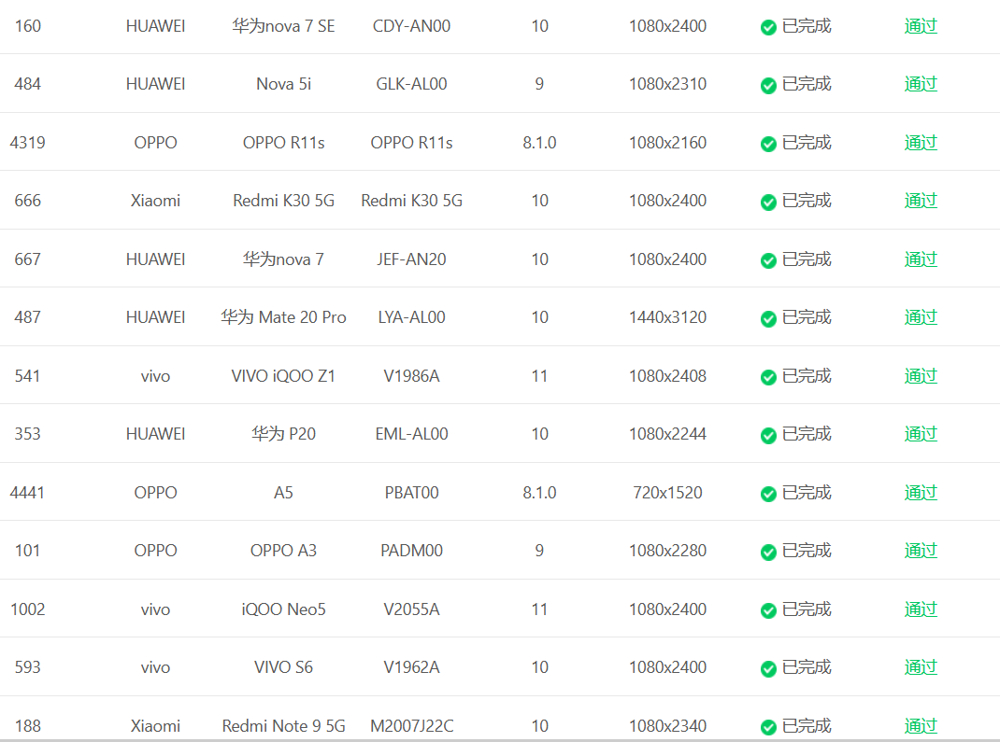 160 HUAWEI 华为nova 7 SE CDY-AN00 10 1080x2400 已完成 通过
484 HUAWEI Nova 5i GLK-AL00 9 1080x2310 已完成 通过
4319 OPPO OPPO R11s OPPO R11s 8.1.0 1080x2160 已完成 通过
666 Xiaomi Redmi K30 5G Redmi K30 5G 10 1080x2400 已完成 通过
667 HUAWEI 华为nova 7 JEF-AN20 10 1080x2400 已完成 通过
487 HUAWEI 华为 Mate 20 Pro LYA-AL00 10 1440x3120 已完成 通过
541 vivo VIVO iQOO Z1 V1986A 11 1080x2408 已完成 通过
353 HUAWEI 华为 P20 EML-AL00 10 1080x2244 已完成 通过
4441 OPPO A5 PBAT00 8.1.0 720x1520 已完成 通过
101 OPPO OPPO A3 PADM00 9 1080x2280 已完成 通过
1002 vivo iQOO Neo5 V2055A 11 1080x2400 已完成 通过
593 vivo VIVO S6 V1962A 10 1080x2400 已完成 通过
188 Xiaomi Redmi Note 9 5G M2007J22C 10 1080x2340 已完成 通过